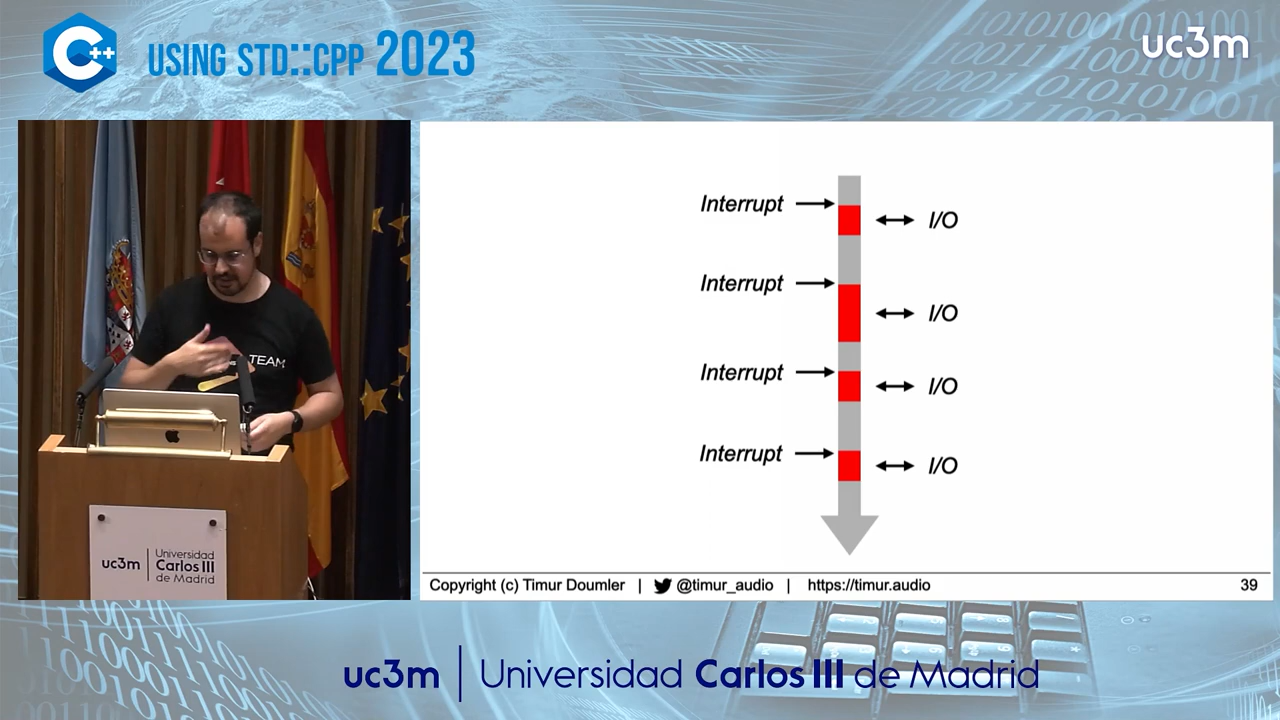 C++
USING STD::CPP 2023
uc3m
TEAM
uc3m | Universidad
Carlos III
de Madrid
Interrupt
I/O
Interrupt
I/O
Interrupt
I/O
Interrupt
I/O
Copyright (c) Timur Doumler | @timur_audio | https://timur.audio
39
uc3m | Universidad Carlos III de Madrid